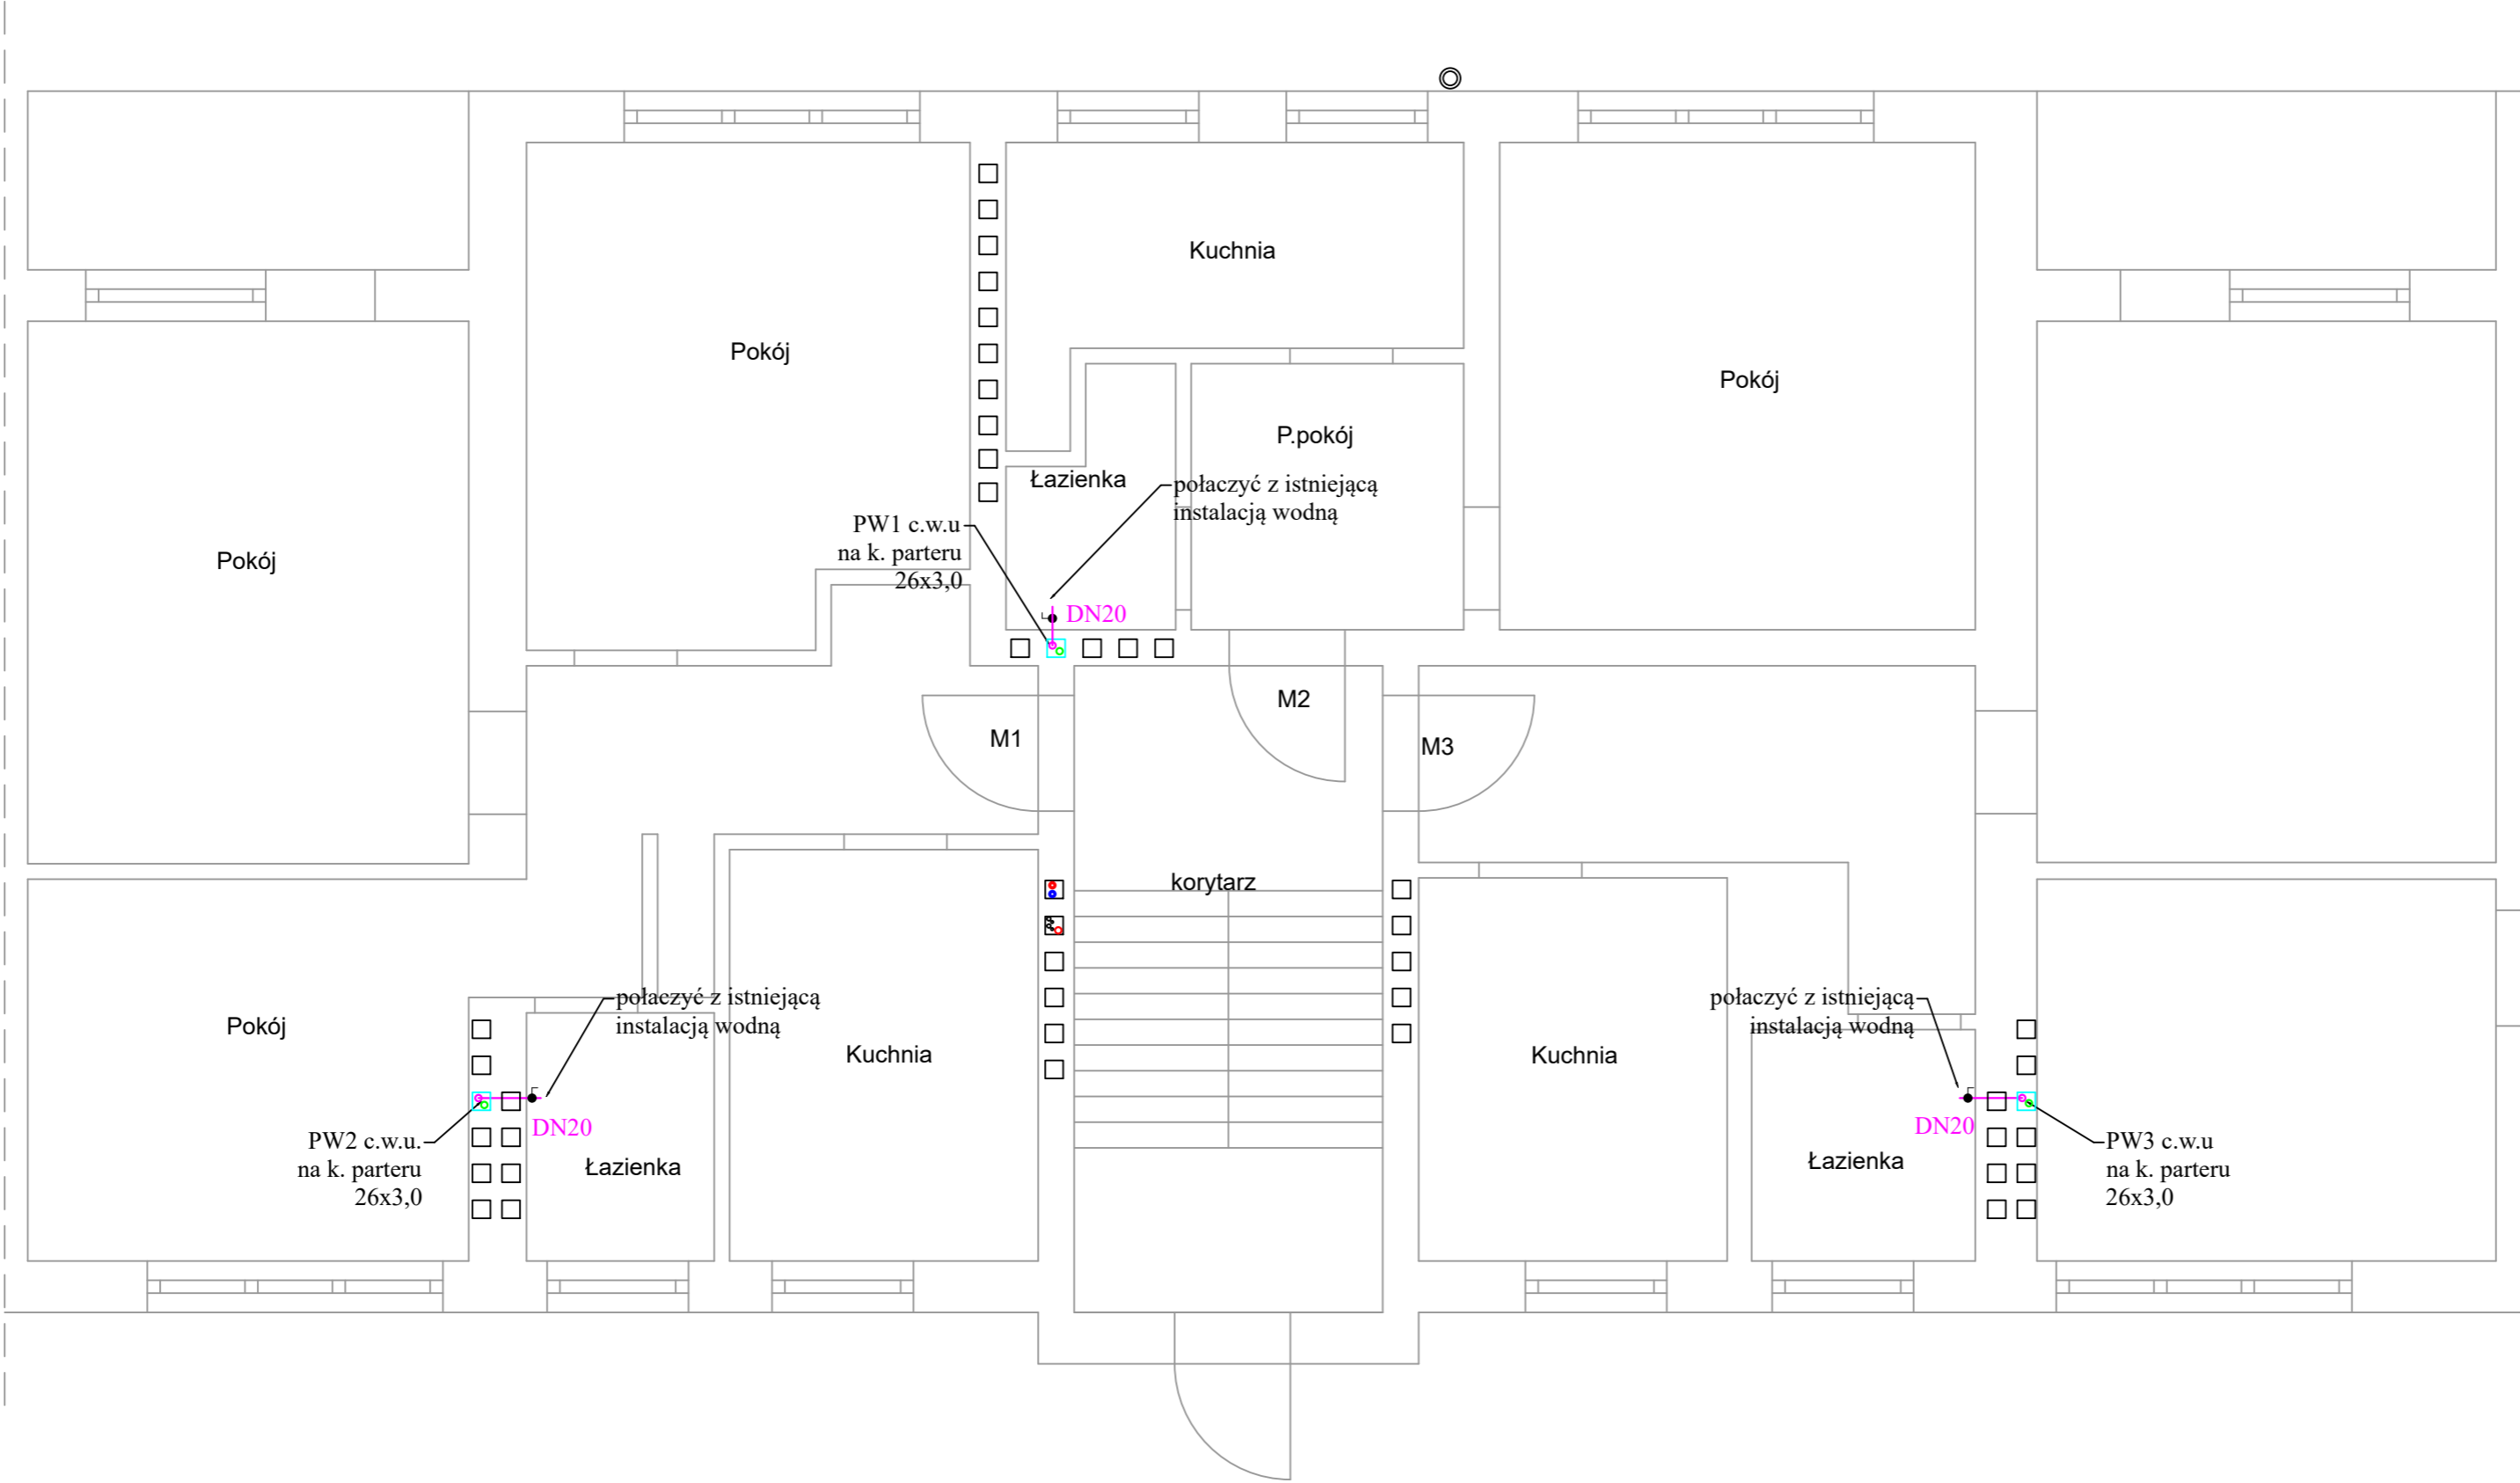 Kuchnia
Pokój
Pokój
P.pokój
Łazienka
połaczyć z istniejącą
instalacją wodną
PW1 c.w.u
na k. parteru
26x3,0
Pokój
DN20
M2
M1
M3
korytarz
połaczyć z istniejącą
instalacją wodną
połaczyć z istniejącą
instalacją wodną
Pokój
Kuchnia
Kuchnia
DN20
DN20
PW2 c.w.u.
na k. parteru
26x3,0
Łazienka
Łazienka
PW3 c.w.u
na k. parteru
26x3,0